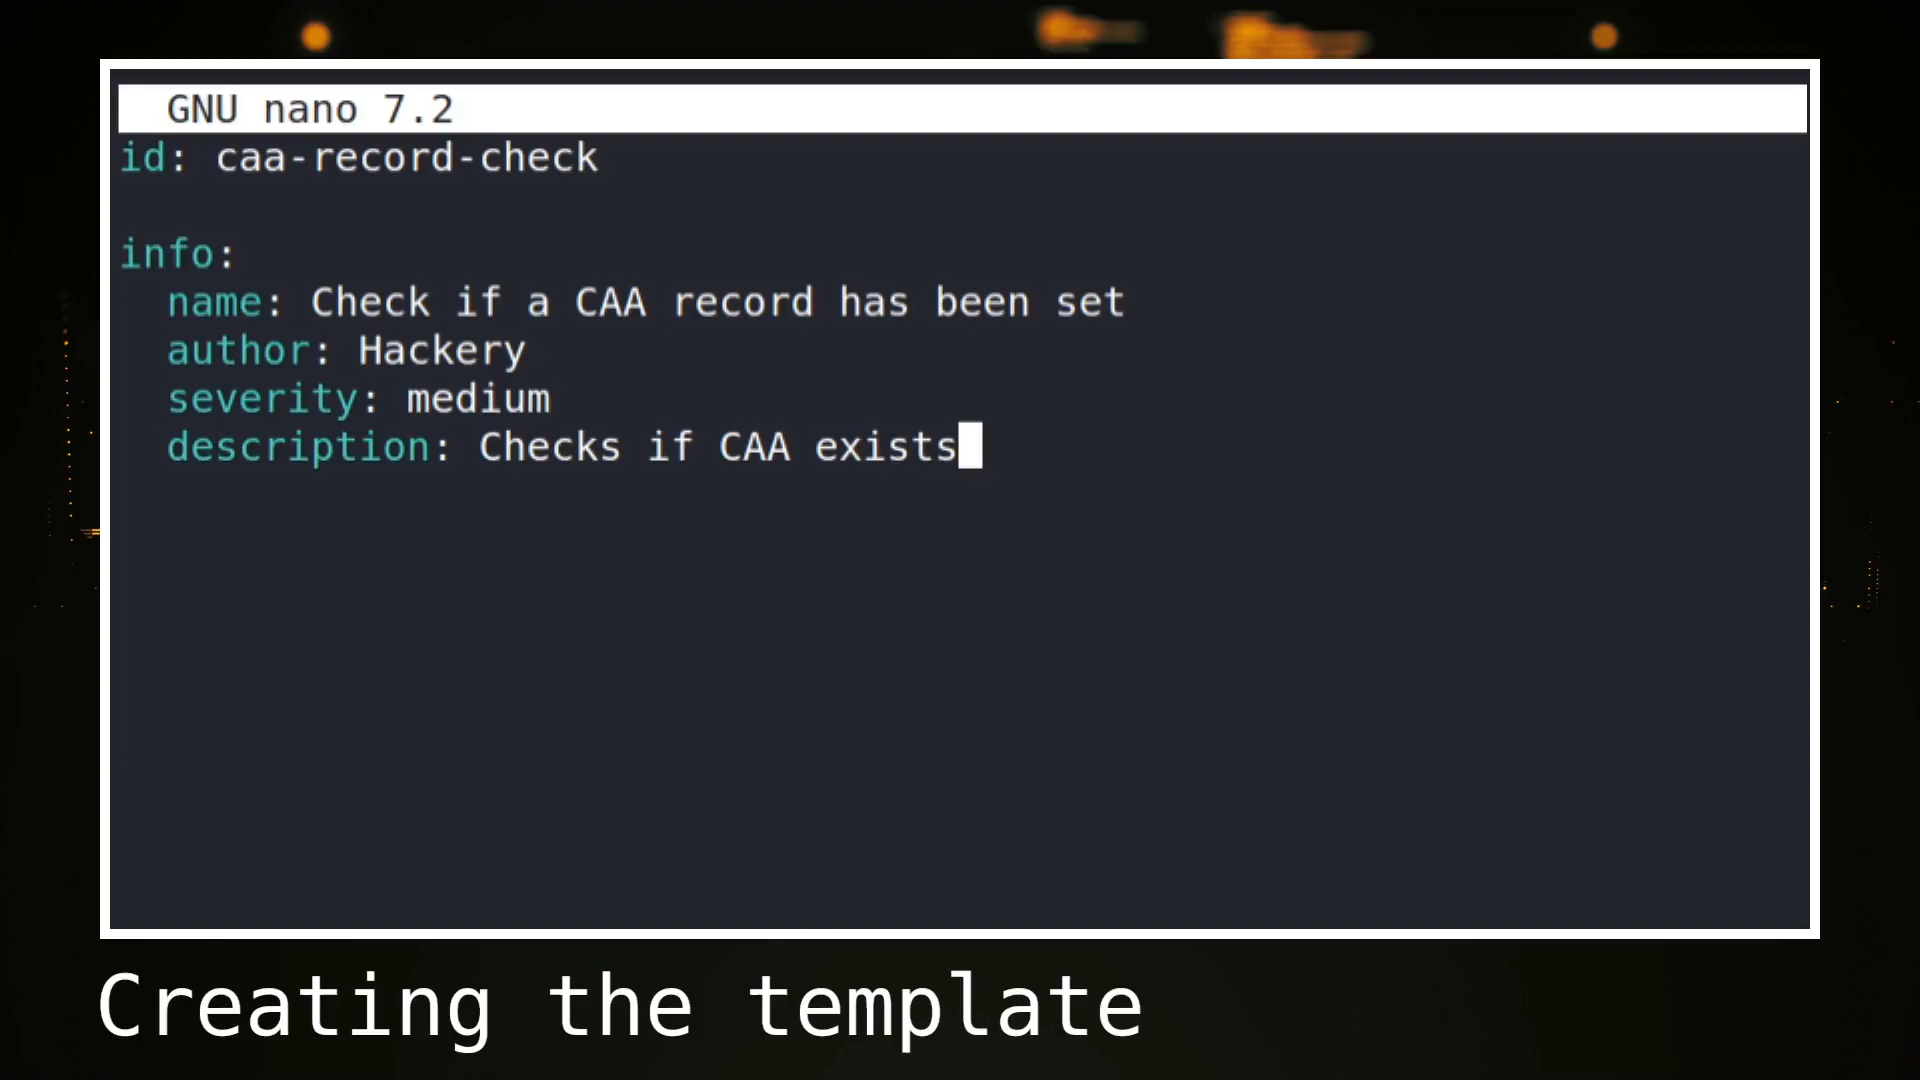 GNU nano 7.2
id: caa-record-check
info:
name: Check if a CAA record has been set
author: Hackery
severity: medium
description: Checks if CAA exists
Creating the template